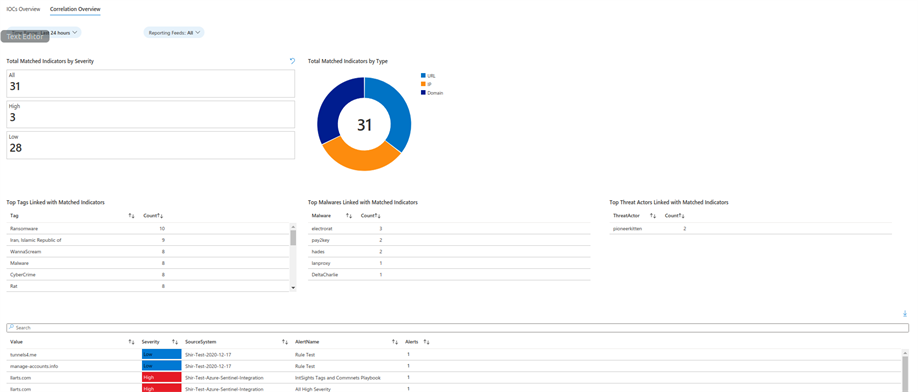 IOCs Overview Correlation Overview
Text Editor Last 24 hours Reporting Feeds: All
Total Matched Indicators by Severity Total Matched Indicators by Type
All
31
High
3
Low
28
URL
IP
Domain
31
Top Tags Linked with Matched Indicators Top Malwares Linked with Matched Indicators Top Threat Actors Linked with Matched Indicators
Tag Count Malware Count ThreatActor Count
Ransomware 10 electrorat 3 pioneerkitten 2
Iran, Islamic Republic of 9 pay2key 2
WannaScream 8 hades 2
Malware 8 lanproxy 1
CyberCrime 8 DeltaCharlie 1
Rat 8
Search
Value Severity SourceSystem AlertName Alerts
tunnels4.me Low Shir-Test-2020-12-17 Rule Test 1
manage-accounts.info Low Shir-Test-2020-12-17 Rule Test 1
llarts.com High Shir-Test-Azure-Sentinel-Integration IntSights Tags and Commnets Playbook 1
llarts.com High Shir-Test-Azure-Sentinel-Integration All High Severity 1